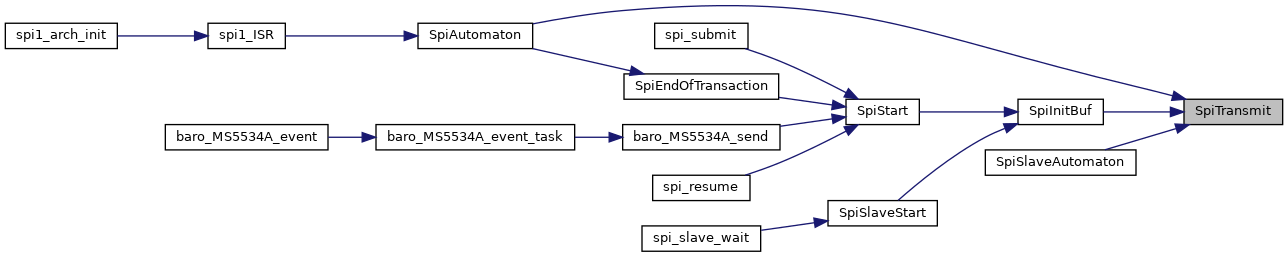 spi1_arch_init
spi1_ISR
SpiAutomaton
spi_submit
SpiEndOfTransaction
SpiStart
SpiInitBuf
SpiTransmit
baro_MS5534A_event
baro_MS5534A_event_task
baro_MS5534A_send
SpiSlaveAutomaton
spi_resume
SpiSlaveStart
spi_slave_wait